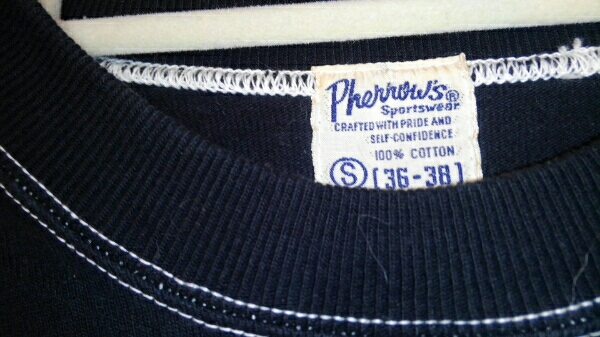 Pherrow's®
Sportswear
CRAFTED WITH PRIDE AND
SELF-CONFIDENCE
100% COTTON
S [36-38]